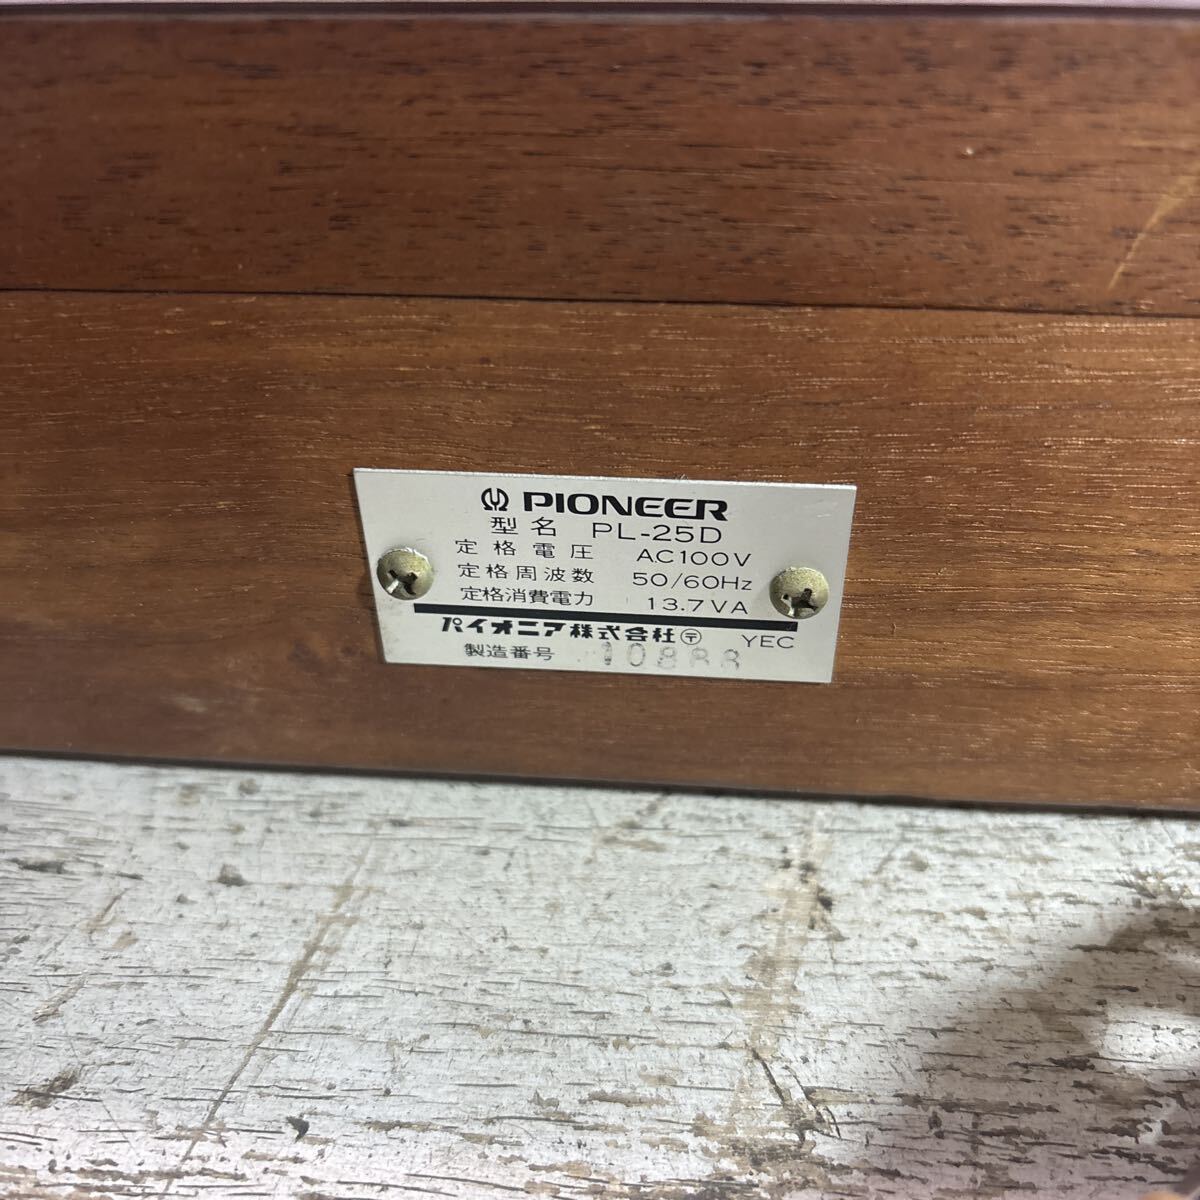 PIONEER
型名 PL-25D
定格電圧 AC100V
定格周波数 50/60Hz
定格消費電力 13.7VA
パイオニア株式会社〶 YEC
製造番号 10888